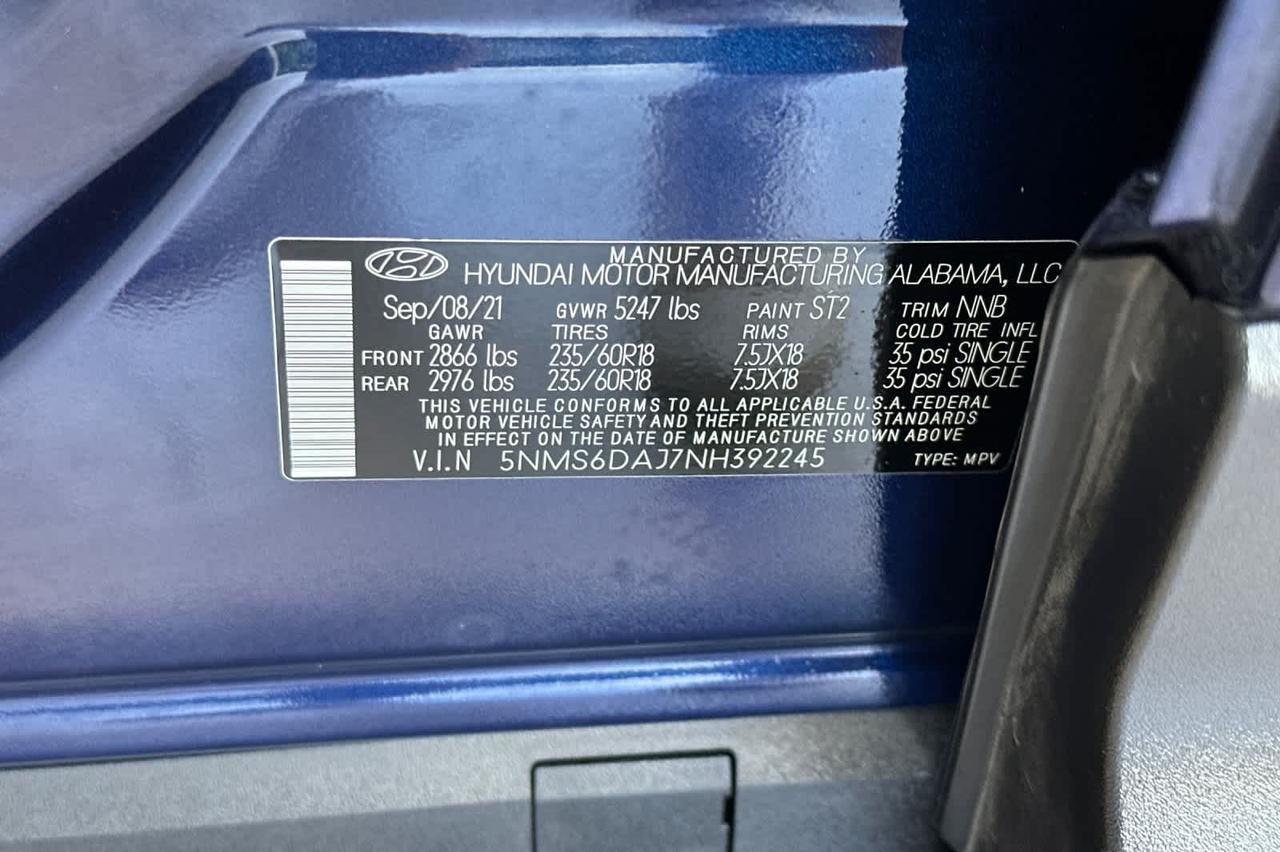 MANUFACTURED BY
HYUNDAI MOTOR MANUFACTURING ALABAMA, LLC
Sep/08/21 GVWR 5247 lbs PAINT ST2 TRIM NNB
GAWR TIRES RIMS COLD TIRE INFL
FRONT 2866 lbs 235/60R18 7.5JX18 35 psi SINGLE
REAR 2976 lbs 235/60R18 7.5JX18 35 psi SINGLE
THIS VEHICLE CONFORMS TO ALL APPLICABLE U.S.A. FEDERAL
MOTOR VEHICLE SAFETY AND THEFT PREVENTION STANDARDS
IN EFFECT ON THE DATE OF MANUFACTURE SHOWN ABOVE
V.I.N 5NMS6DAJ7NH392245 TYPE: MPV